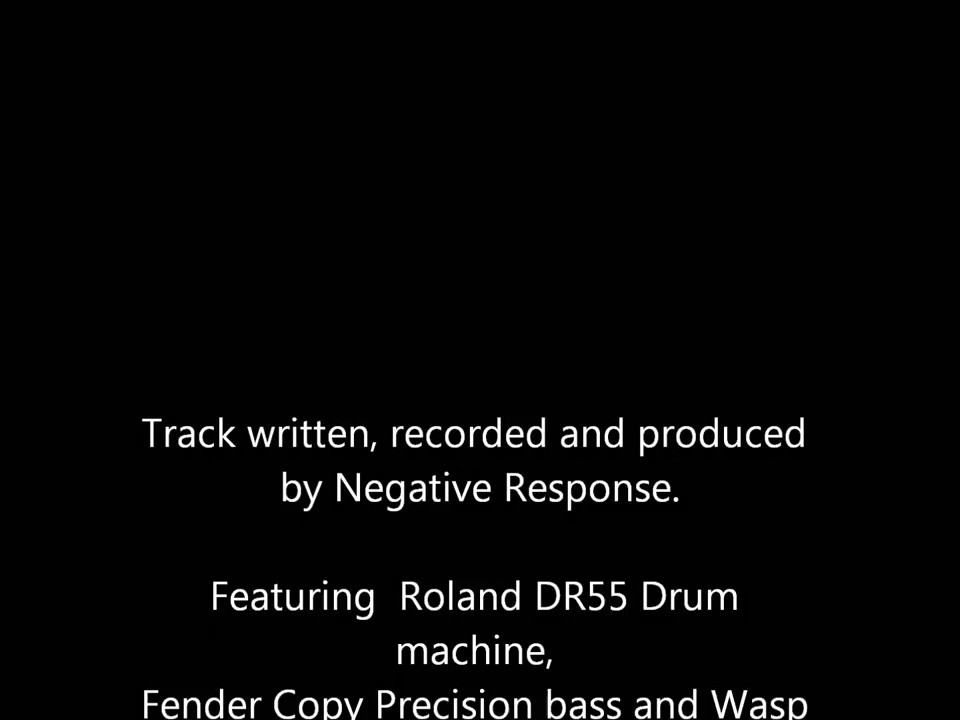 Track written, recorded and produced
by Negative Response.
Featuring  Roland DR55 Drum
machine,
Fender Copy Precision bass and Wasp